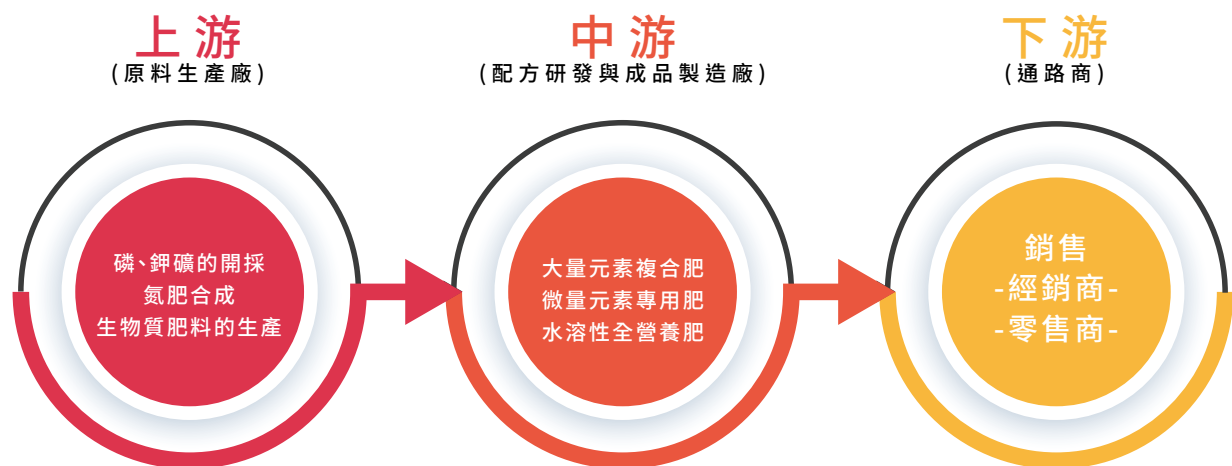 上游
(原料生產廠)
磷、鉀礦的開採
氮肥合成
生物質肥料的生產
中游
(配方研發與成品製造廠)
大量元素複合肥
微量元素專用肥
水溶性全營養肥
下游
(通路商)
銷售
-經銷商-
-零售商-